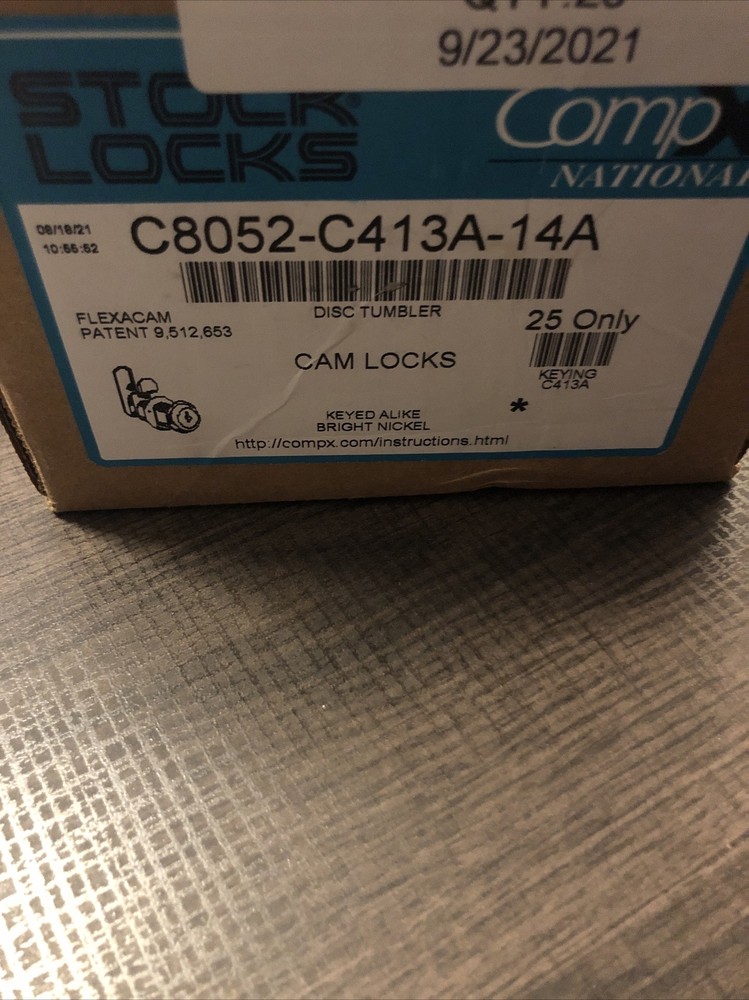 9/23/2021
STOCK
LOCKS
CompX
NATIONAL
08/18/21
10:55:52
C8052-C413A-14A
FLEXACAM
PATENT 9,512,653
DISC TUMBLER
25 Only
CAM LOCKS
KEYING
C413A
*
KEYED ALIKE
BRIGHT NICKEL
http://compx.com/instructions.html